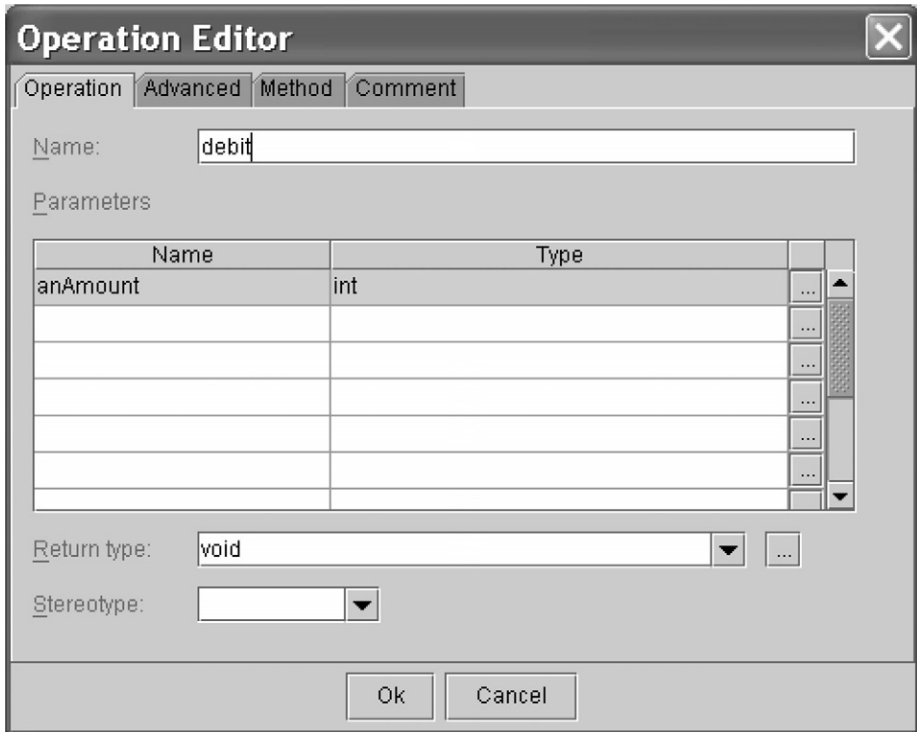 Operation Editor
Operation Advanced Method Comment
Name: debit
Parameters
Name Type
anAmount int ...
...
...
...
...
...
Return type: void ...
Stereotype:
Ok Cancel